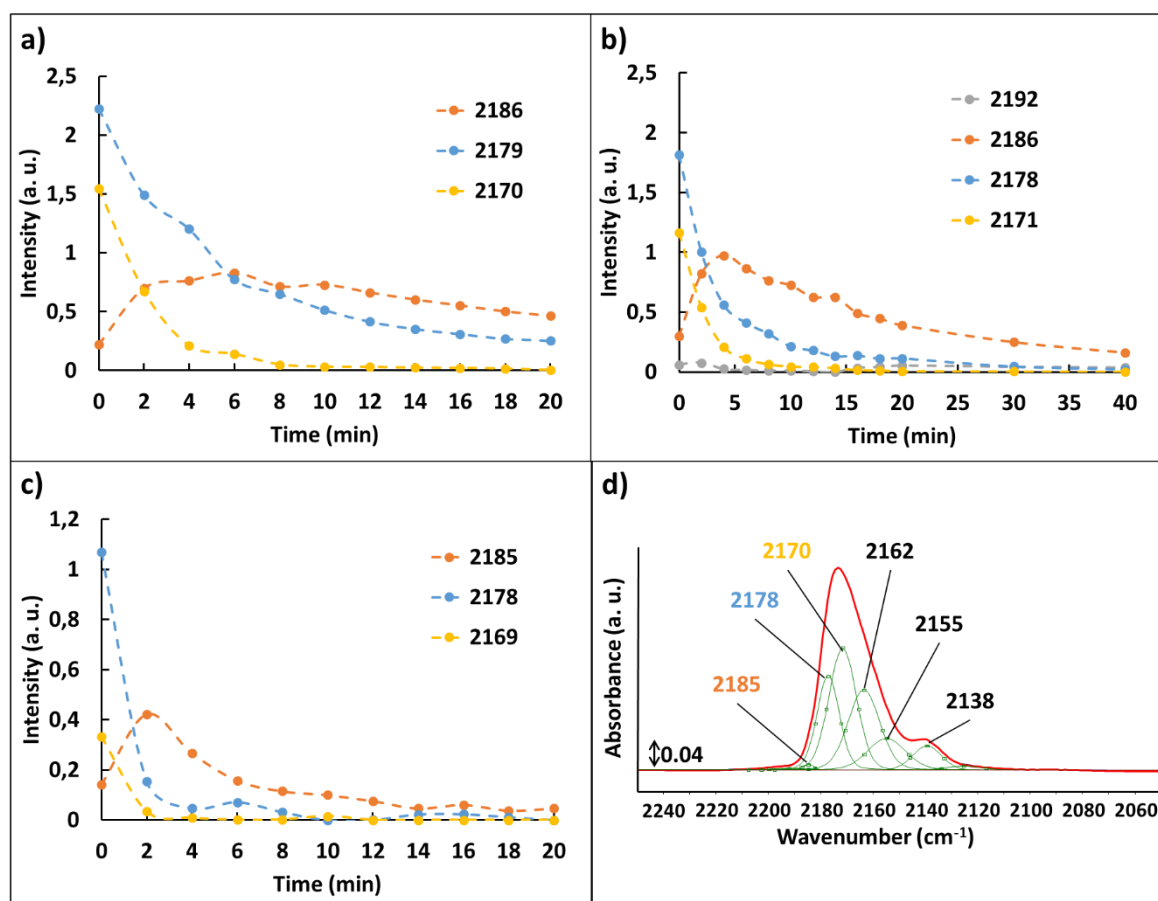 a)
2,5
2
1,5
1
0,5
0
Intensity (a. u.)
0 2 4 6 8 10 12 14 16 18 20
Time (min)
2186
2179
2170
b)
2,5
2
1,5
1
0,5
0
Intensity (a. u.)
0 5 10 15 20 25 30 35 40
Time (min)
2192
2186
2178
2171
c)
1,2
1
0,8
0,6
0,4
0,2
0
Intensity (a. u.)
0 2 4 6 8 10 12 14 16 18 20
Time (min)
2185
2178
2169
d)
2170 2162
2178
2155
2185
2138
Absorbance (a. u.)
0.04
2240 2220 2200 2180 2160 2140 2120 2100 2080 2060
Wavenumber (cm⁻¹)